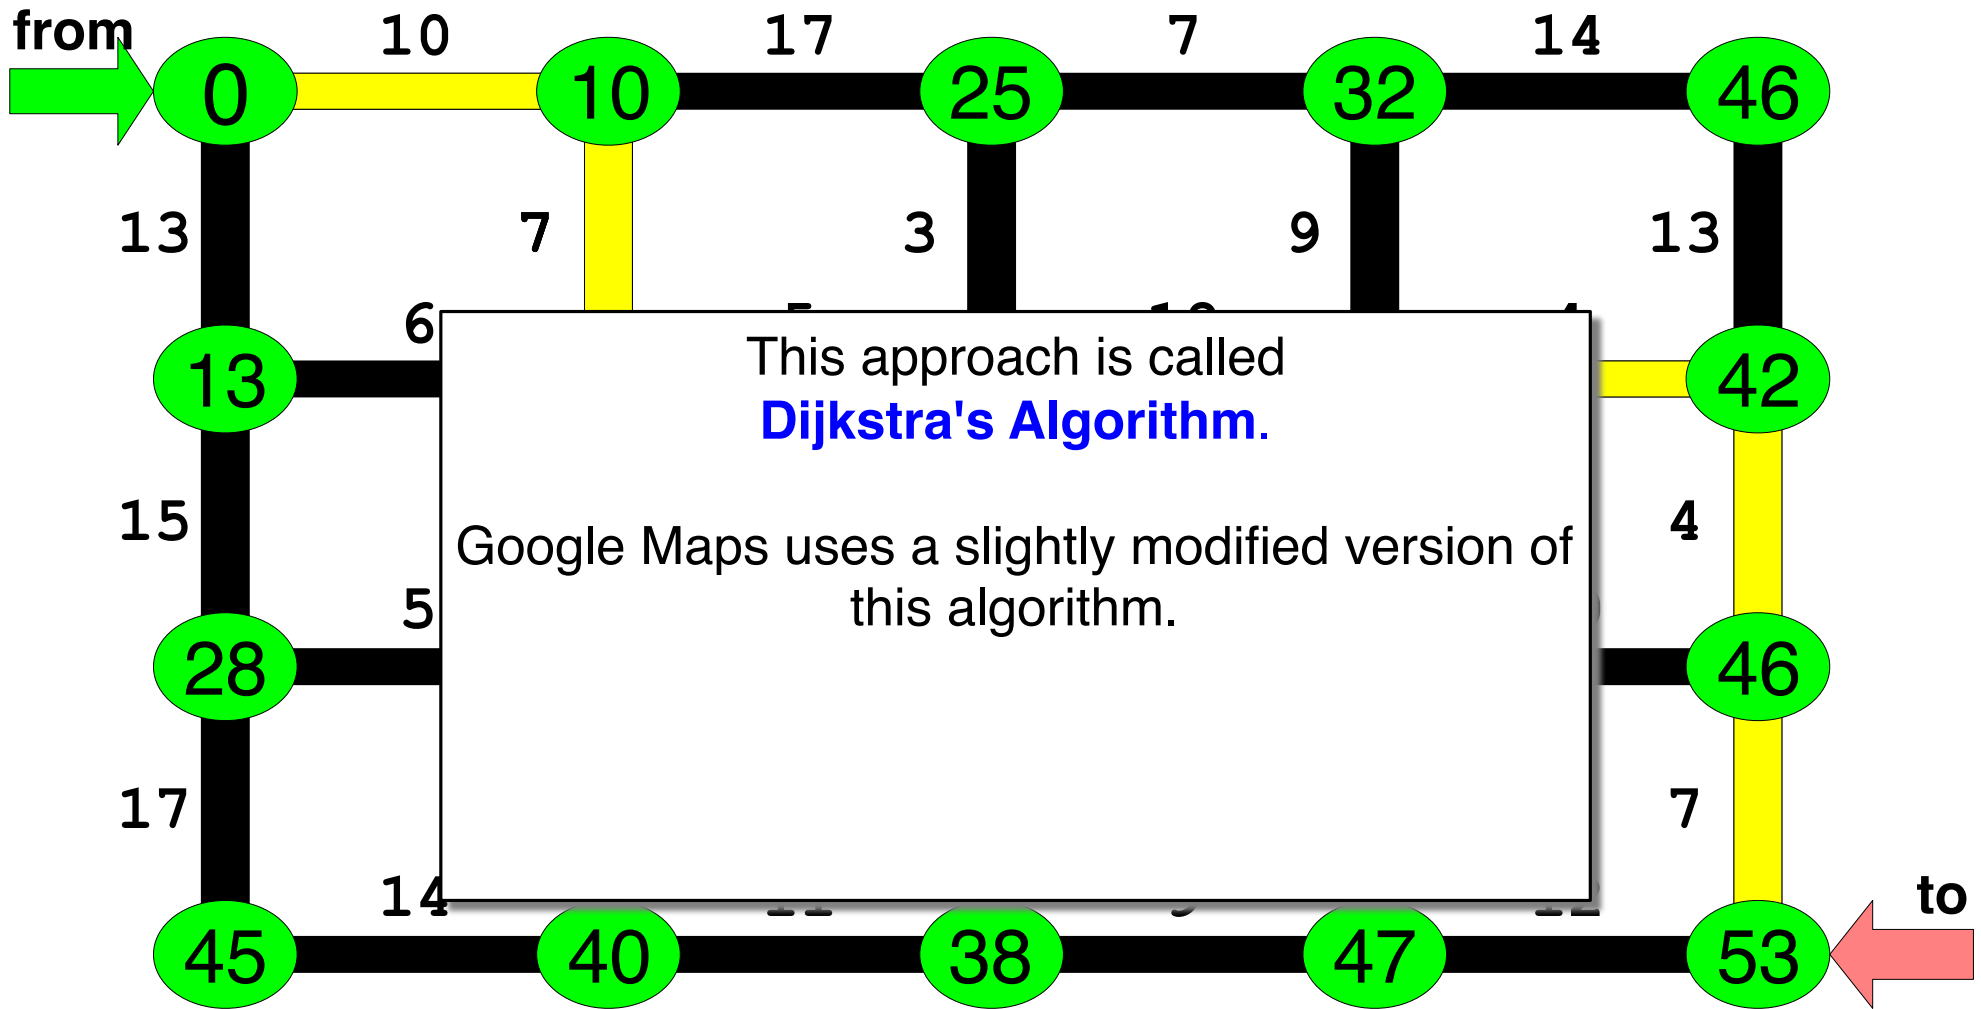 from
10 17 7 14
0 10 25 32 46
13 7 3 9 13
6
13 42
This approach is called
Dijkstra's Algorithm.
15 4
Google Maps uses a slightly modified version of
this algorithm.
5
28 46
17 7
14
to
45 40 38 47 53